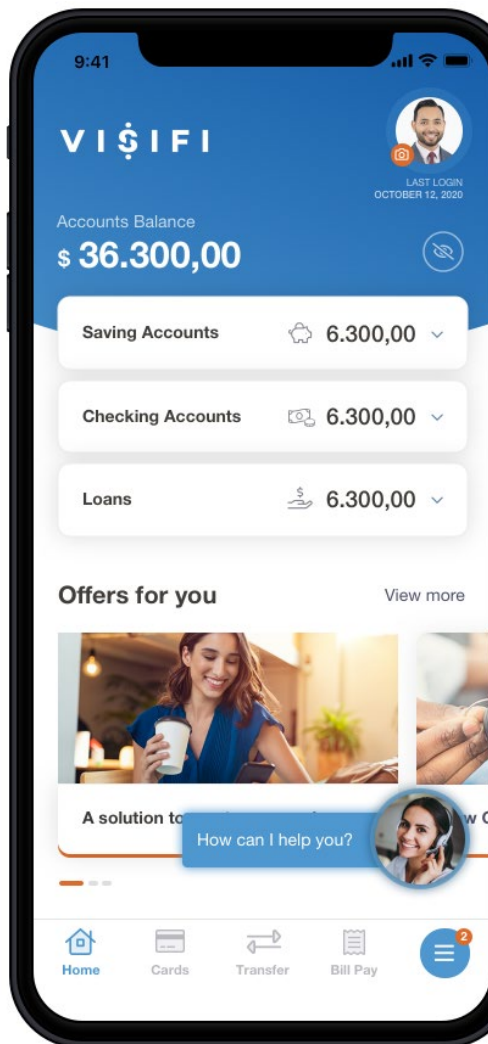 9:41
VISIFI
LAST LOGIN
OCTOBER 12, 2020
Accounts Balance
$ 36.300,00
Saving Accounts 6.300,00
Checking Accounts 6.300,00
Loans $ 6.300,00
Offers for you View more
A solution to
How can I help you?
w C
2
Home Cards Transfer Bill Pay